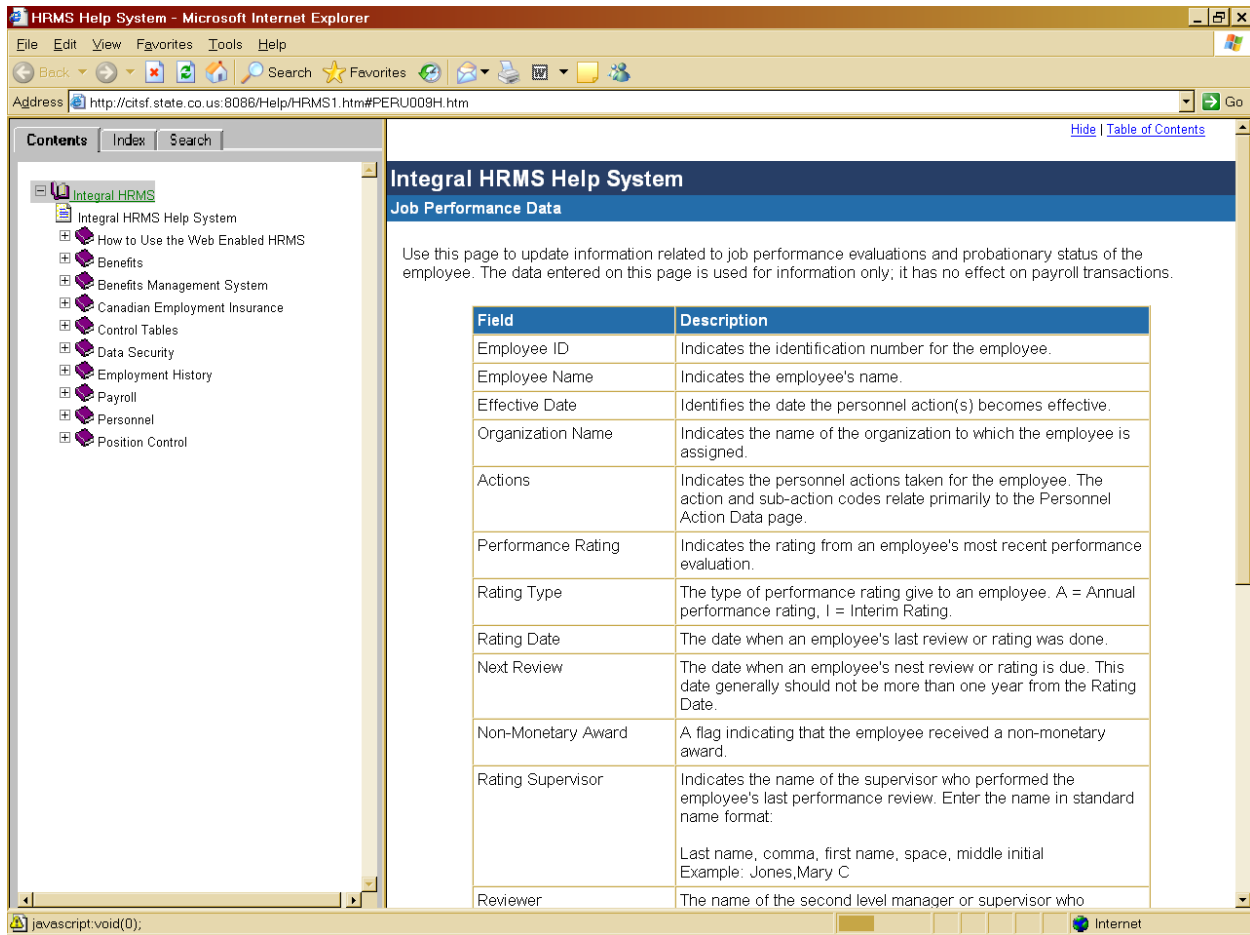 HRMS Help System - Microsoft Internet Explorer
File Edit View Favorites Tools Help
Back Search Favorites
Address http://citsf.state.co.us:8086/Help/HRMS1.htm#PERU009H.htm Go
Contents Index Search
Integral HRMS
Integral HRMS Help System
How to Use the Web Enabled HRMS
Benefits
Benefits Management System
Canadian Employment Insurance
Control Tables
Data Security
Employment History
Payroll
Personnel
Position Control
Hide | Table of Contents
Integral HRMS Help System
Job Performance Data
Use this page to update information related to job performance evaluations and probationary status of the
employee. The data entered on this page is used for information only; it has no effect on payroll transactions.
Field Description
Employee ID Indicates the identification number for the employee.
Employee Name Indicates the employee's name.
Effective Date Identifies the date the personnel action(s) becomes effective.
Organization Name Indicates the name of the organization to which the employee is
assigned.
Actions Indicates the personnel actions taken for the employee. The
action and sub-action codes relate primarily to the Personnel
Action Data page.
Performance Rating Indicates the rating from an employee's most recent performance
evaluation.
Rating Type The type of performance rating give to an employee. A = Annual
performance rating, I = Interim Rating.
Rating Date The date when an employee's last review or rating was done.
Next Review The date when an employee's nest review or rating is due. This
date generally should not be more than one year from the Rating
Date.
Non-Monetary Award A flag indicating that the employee received a non-monetary
award.
Rating Supervisor Indicates the name of the supervisor who performed the
employee's last performance review. Enter the name in standard
name format:
Last name, comma, first name, space, middle initial
Example: Jones,Mary C
Reviewer The name of the second level manager or supervisor who
javascript:void(0); Internet